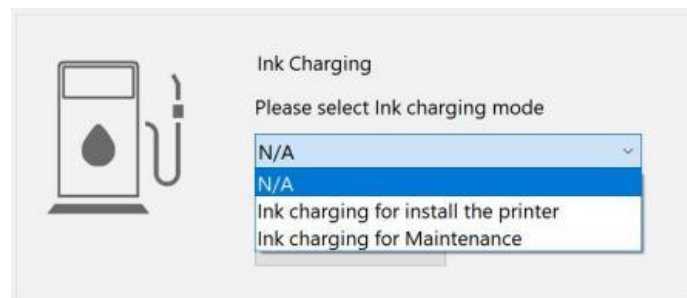 Ink Charging
Please select Ink charging mode
N/A
N/A
Ink charging for install the printer
Ink charging for Maintenance